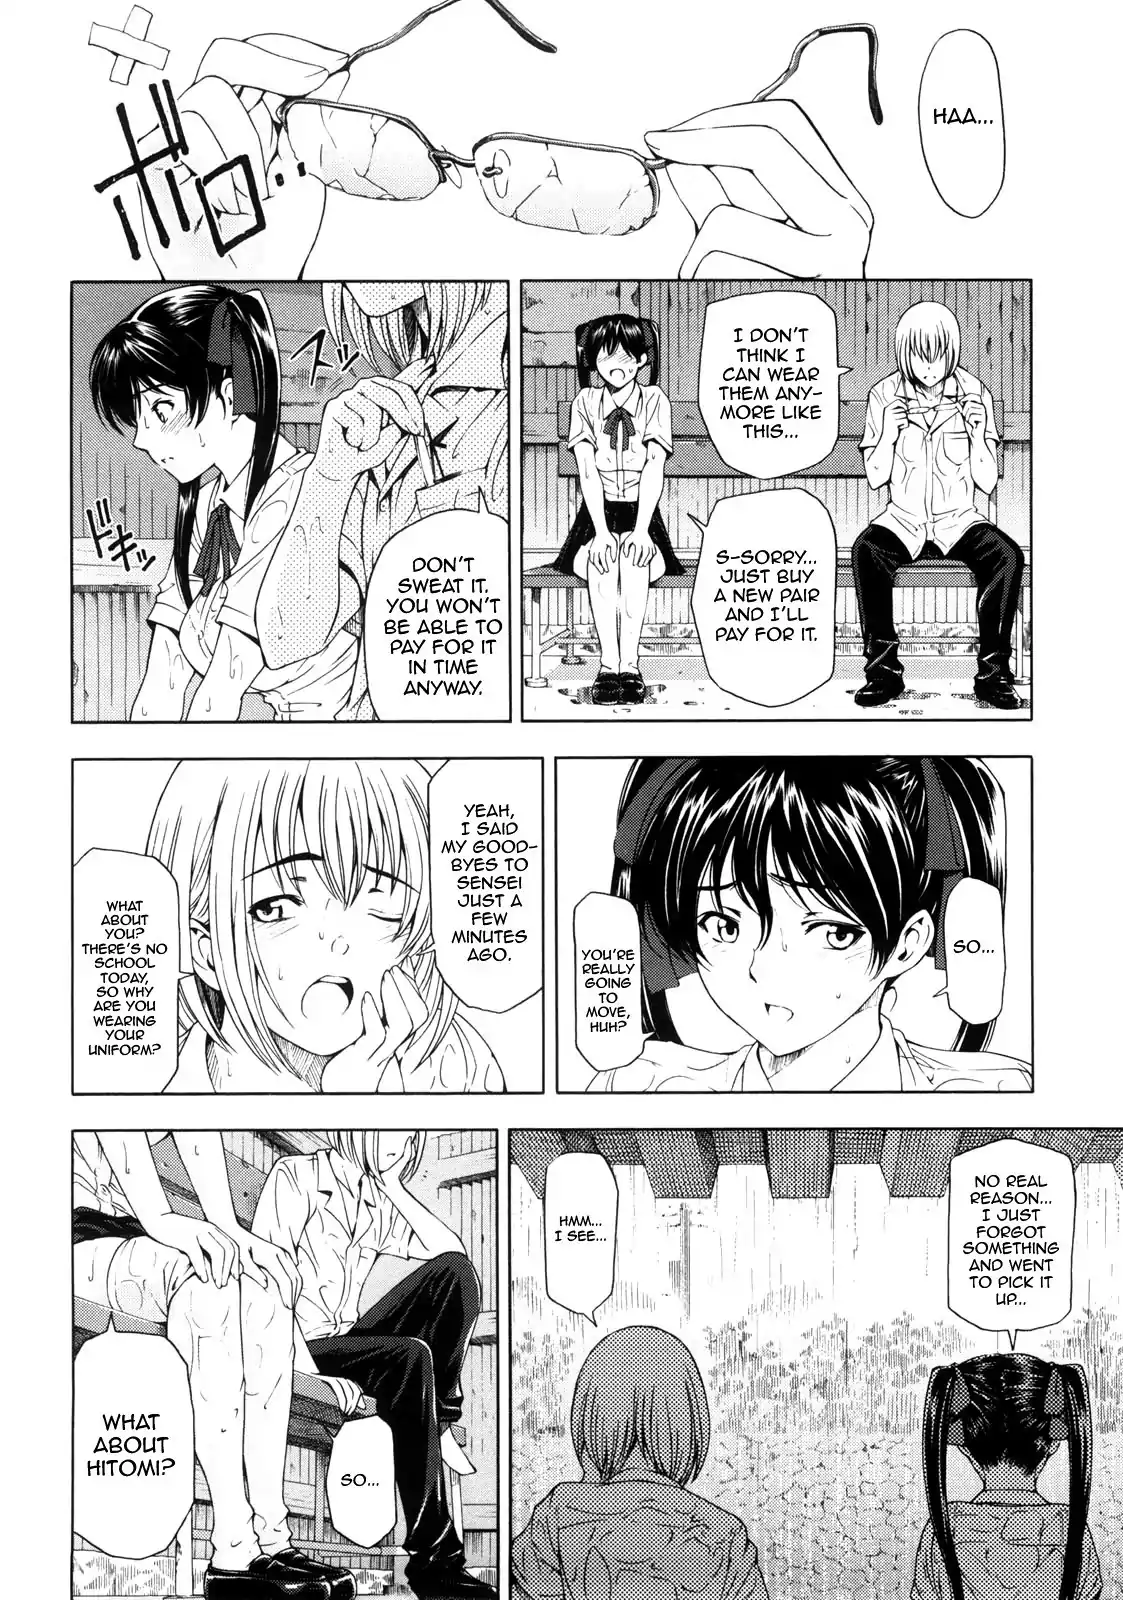 HAA...
ボロ..
I DON'T
THINK I
CAN WEAR
THEM ANY-
MORE LIKE
THIS...
S-SORRY...
JUST BUY
A NEW PAIR
AND I'LL
PAY FOR IT.
ズッ
ドキッ
DON'T
SWEAT IT.
YOU WON'T
BE ABLE TO
PAY FOR IT
IN TIME
ANYWAY.
SO...
YOU'RE
REALLY
GOING
TO
MOVE,
HUH?
YEAH,
I SAID
MY GOOD-
BYES TO
SENSEI
JUST A
FEW
MINUTES
AGO.
WHAT
ABOUT
YOU?
THERE'S NO
SCHOOL
TODAY,
SO WHY
ARE YOU
WEARING
YOUR
UNIFORM?
NO REAL
REASON...
I JUST
FORGOT
SOMETHING
AND WENT
TO PICK IT
UP...
HMM...
I SEE...
SO...
WHAT
ABOUT
HITOMI?